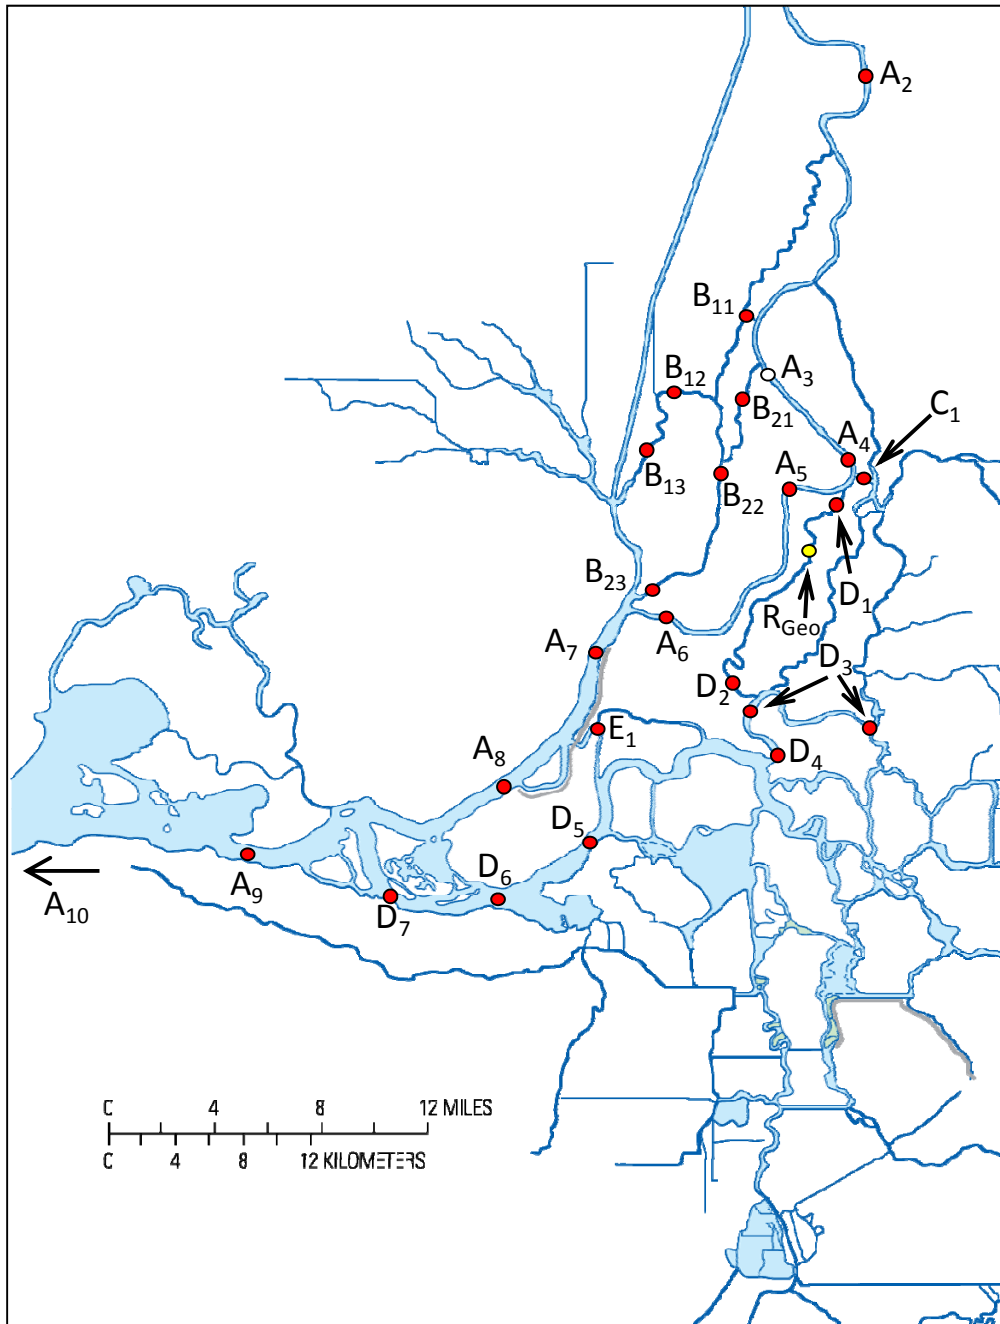 A2
B11
A3
B12
B21
C1
A4
A5
B13
B22
B23
D1
RGeo
A6
A7
D3
D2
E1
A8
D4
D5
A9
D6
A10
D7
C 4 8 12 MILES
C 4 8 12 KILOMETERS